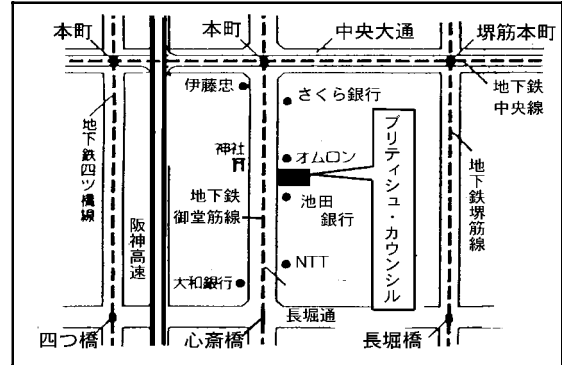 本町
本町
中央大通
堺筋本町
伊藤忠
さくら銀行
地下鉄
中央線
地下鉄四ツ橋線
神社
オムロン
ブリティシュ・カウンシル
地下鉄
御堂筋線
池田
銀行
地下鉄堺筋線
阪神高速
NTT
大和銀行
長堀通
四つ橋
心斎橋
長堀橋